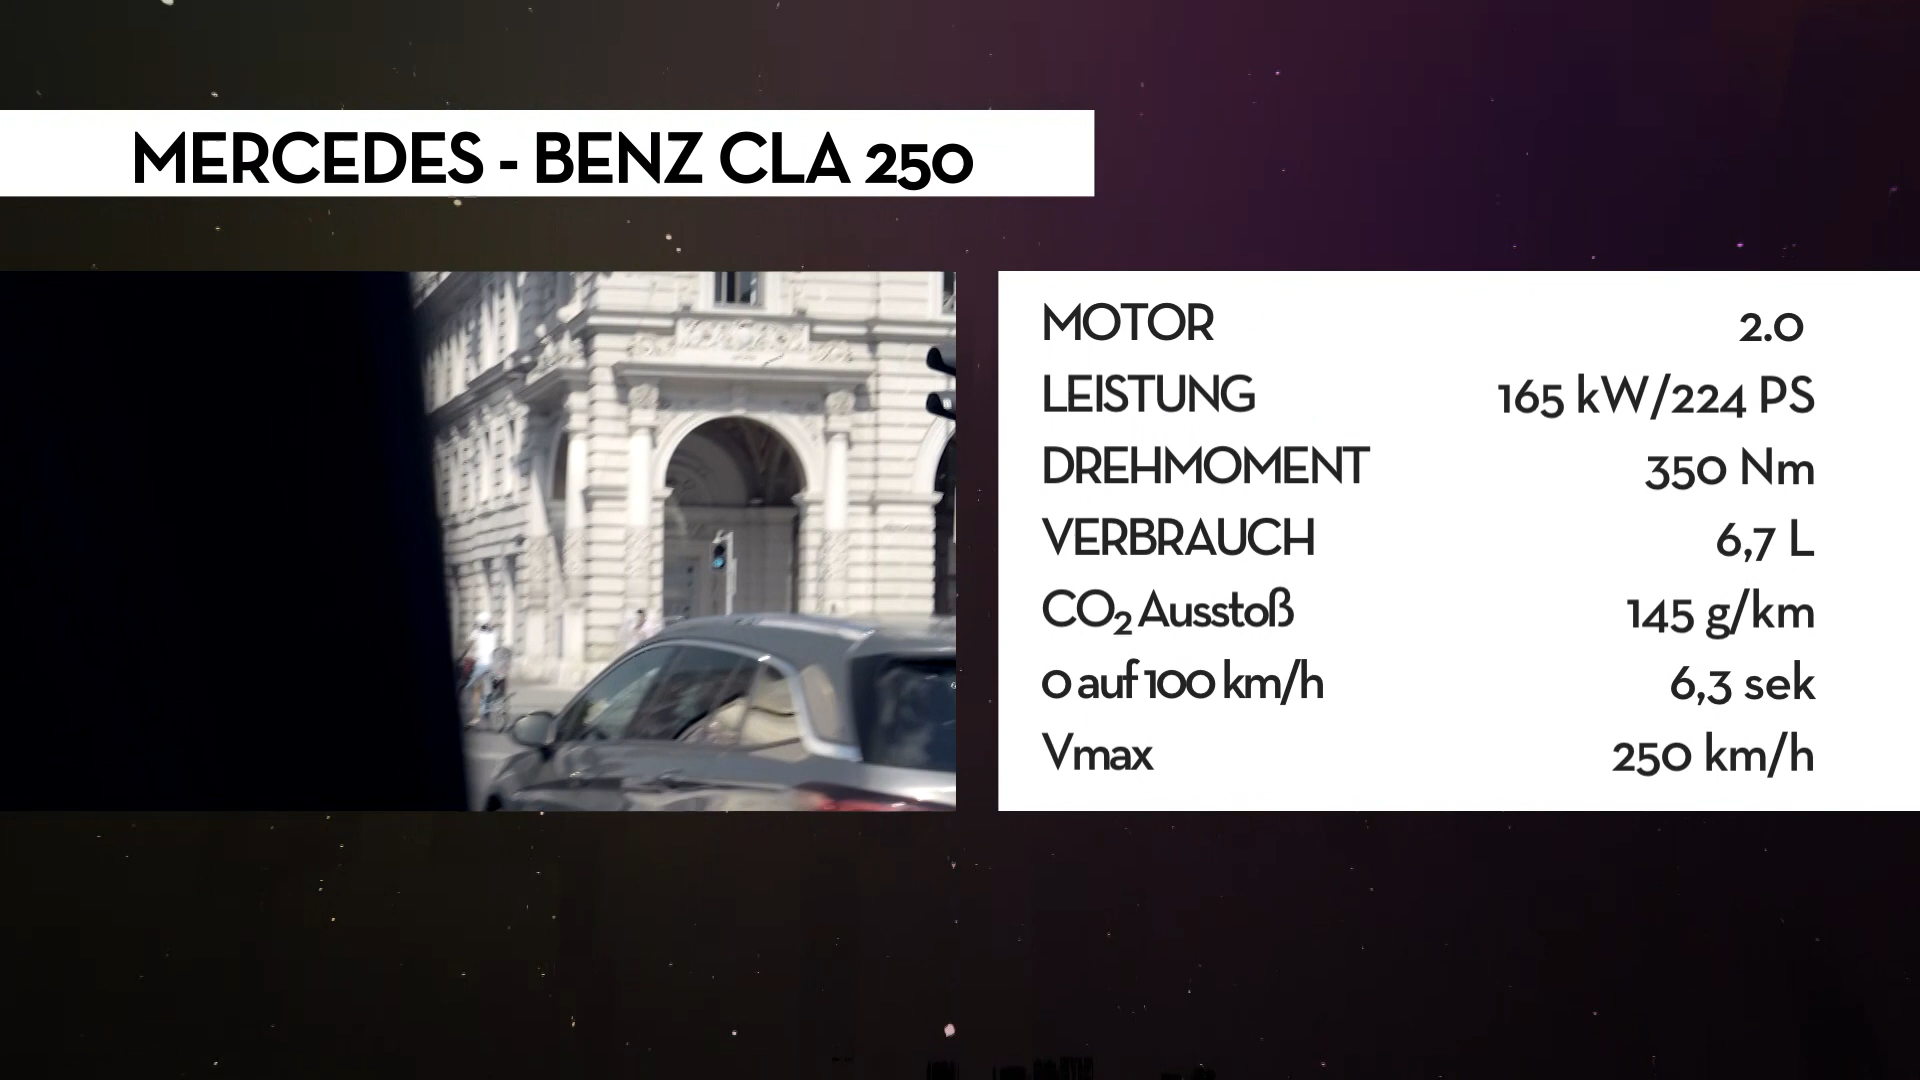 MERCEDES - BENZ CLA 250
MOTOR 2.0
LEISTUNG 165 kW/224 PS
DREHMOMENT 350 Nm
VERBRAUCH 6,7 L
CO₂ Ausstoß 145 g/km
0 auf 100 km/h 6,3 sek
Vmax 250 km/h